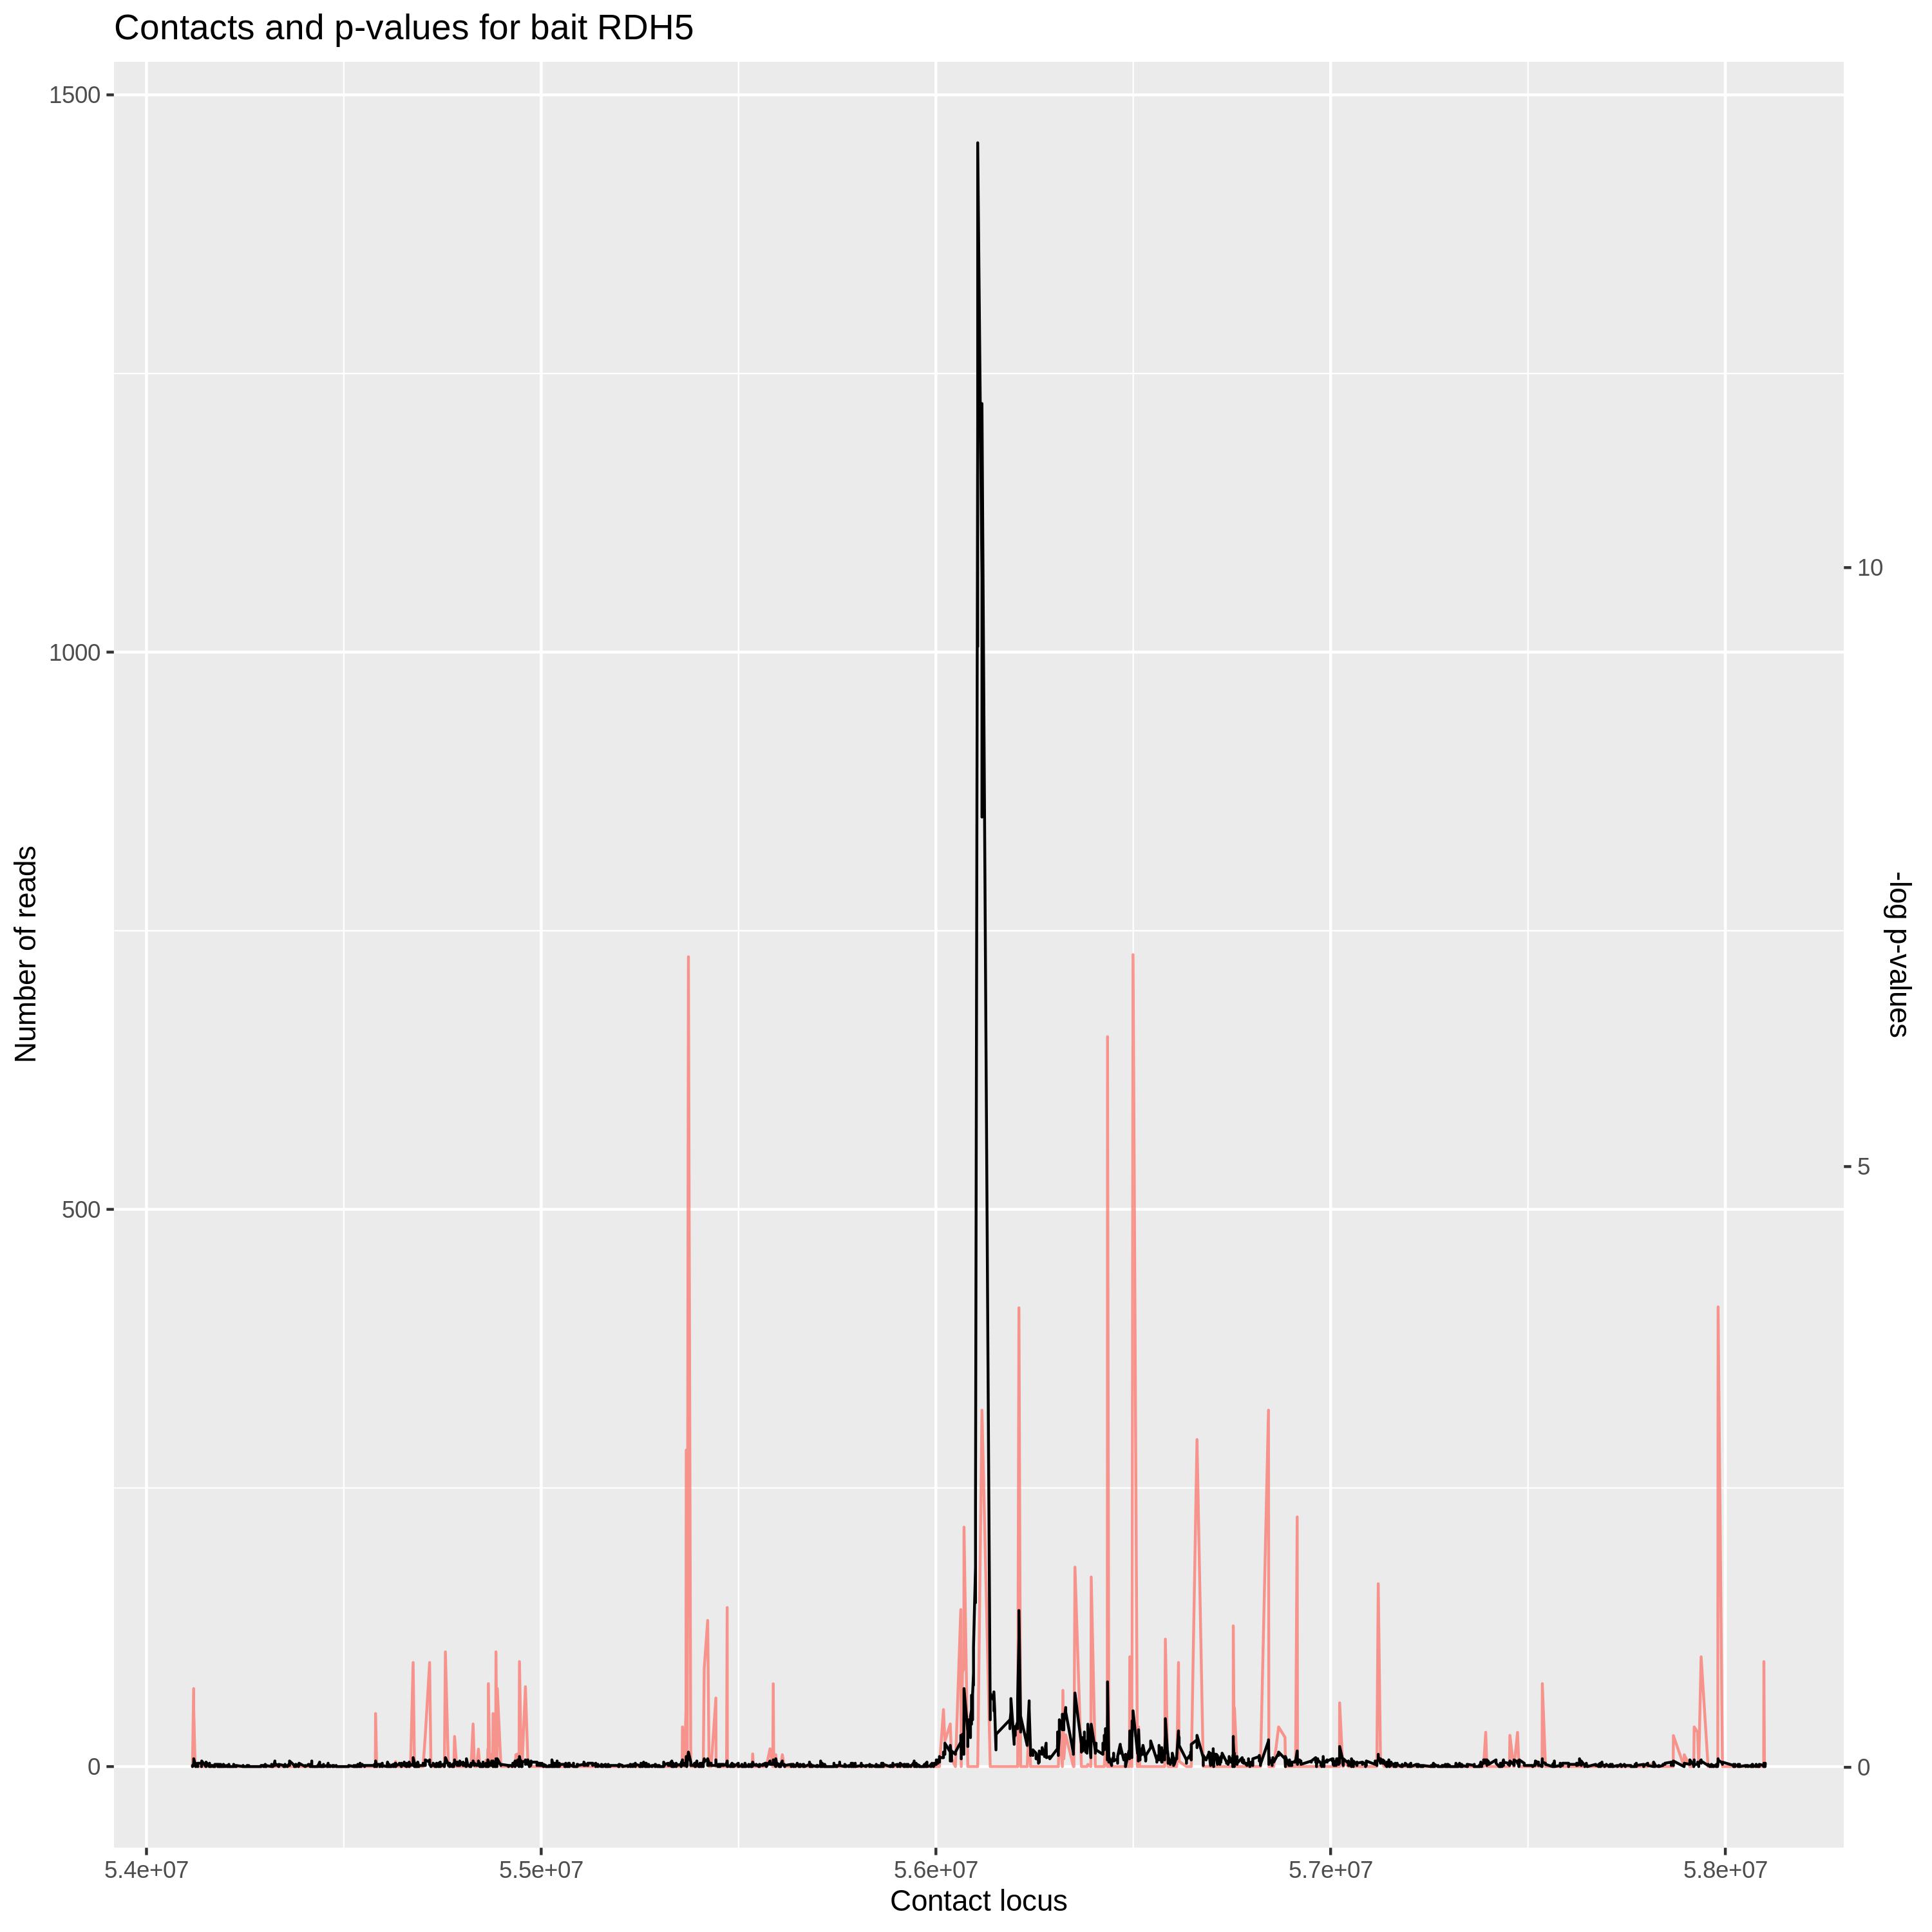 Contacts and p-values for bait RDH5
1500
1000
500
0
Number of reads
10
5
0
-log p-values
5.4e+07
5.5e+07
5.6e+07
5.7e+07
5.8e+07
Contact locus